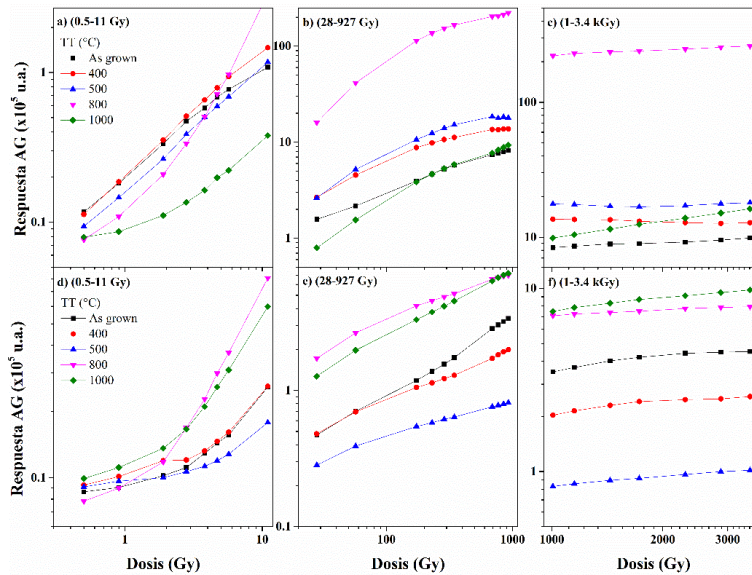 a) (0.5-11 Gy)
TT (°C)
As grown
400
500
800
1000
1
0.1
Respuesta AG (x10⁵ u.a.)
b) (28-927 Gy)
100
10
1
c) (1-3.4 kGy)
100
10
d) (0.5-11 Gy)
TT (°C)
As grown
400
500
800
1000
0.1
Respuesta AG (x10⁵ u.a.)
1
10
Dosis (Gy)
e) (28-927 Gy)
1
0.1
100
1000
Dosis (Gy)
f) (1-3.4 kGy)
10
1
1000
2000
3000
Dosis (Gy)